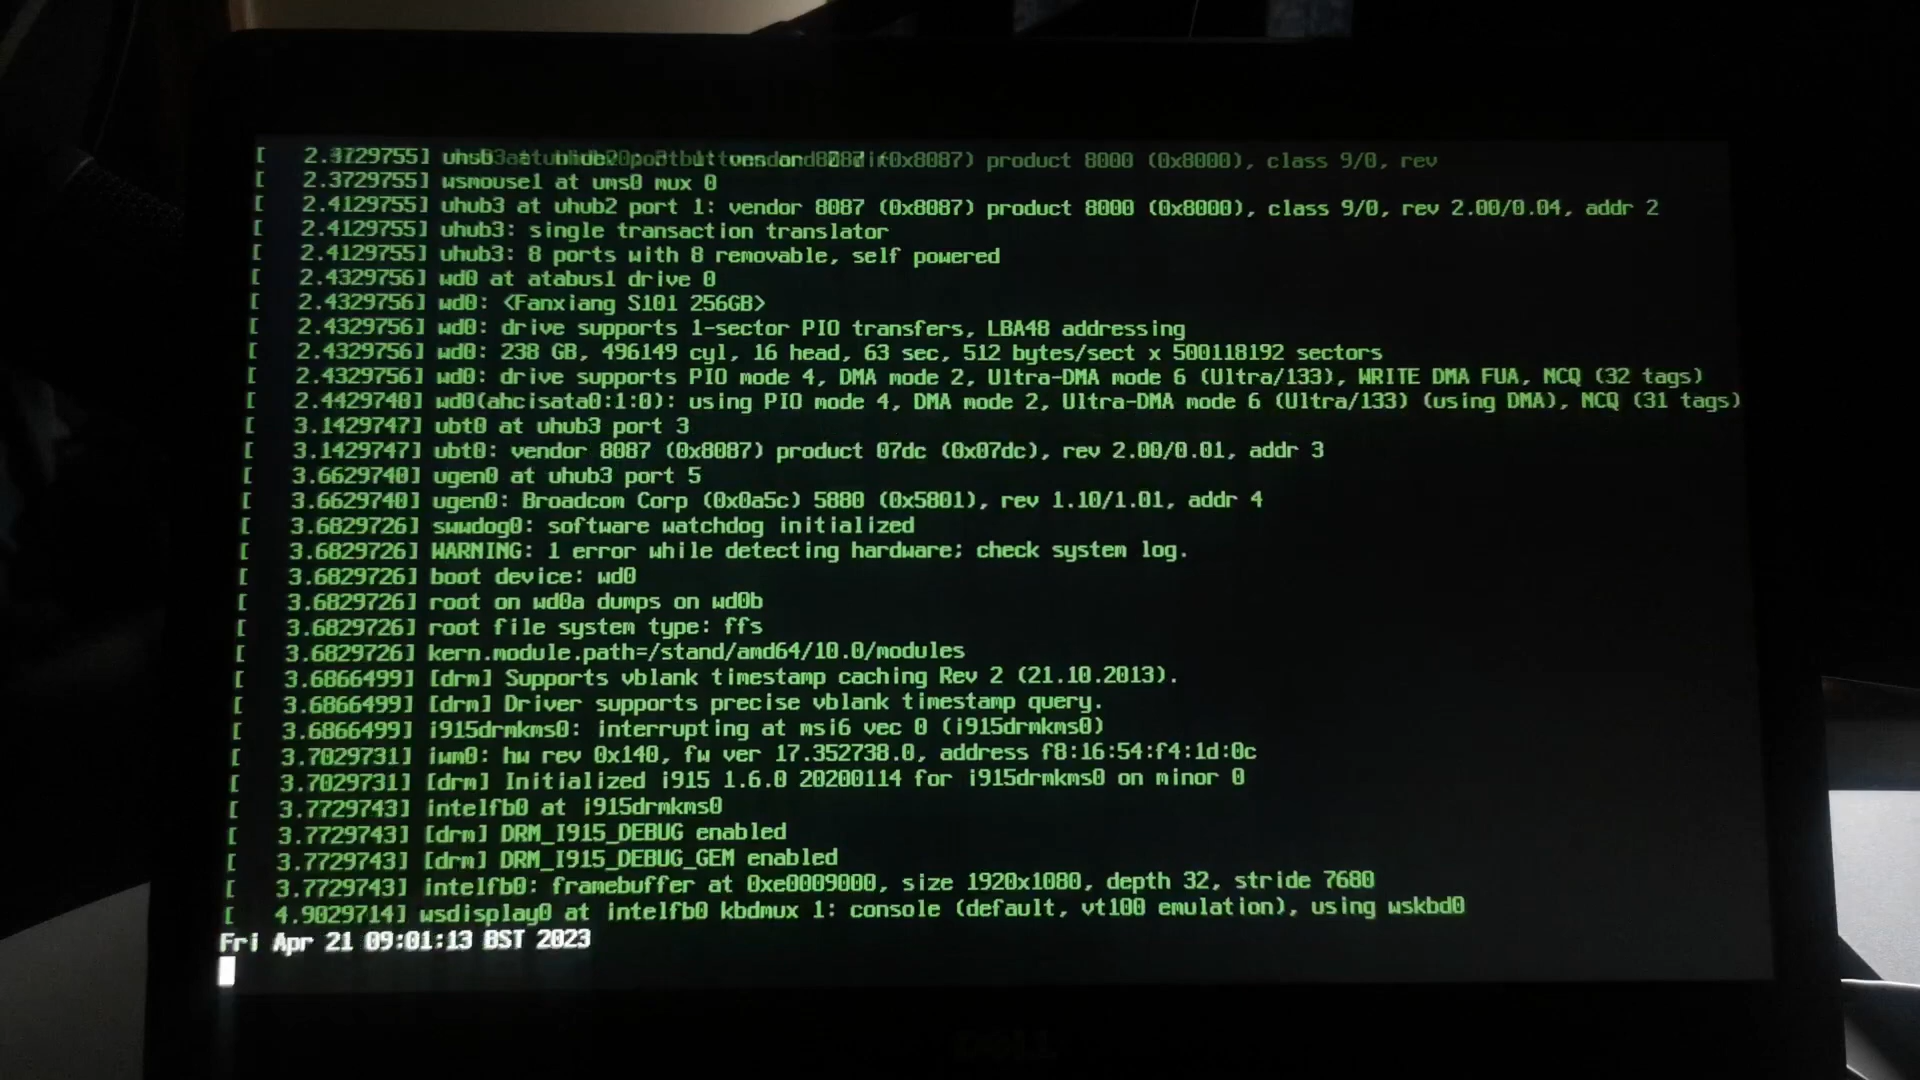 [ 2.3729755] product 8000 (0x8000), class 9/0, rev
[ 2.3729755] wsmouse1 at ums0 mux 0
[ 2.4129755] uhub3 at uhub2 port 1: vendor 8087 (0x8087) product 8000 (0x8000), class 9/0, rev 2.00/0.04, addr 2
[ 2.4129755] uhub3: single transaction translator
[ 2.4129755] uhub3: 8 ports with 8 removable, self powered
[ 2.4329756] wd0 at atabus1 drive 0
[ 2.4329756] wd0: <Fanxiang S101 256GB>
[ 2.4329756] wd0: drive supports 1-sector PIO transfers, LBA48 addressing
[ 2.4329756] wd0: 238 GB, 496149 cyl, 16 head, 63 sec, 512 bytes/sect x 500118192 sectors
[ 2.4329756] wd0: drive supports PIO mode 4, DMA mode 2, Ultra-DMA mode 6 (Ultra/133), WRITE DMA FUA, NCQ (32 tags)
[ 2.4429740] wd0(ahcisata0:1:0): using PIO mode 4, DMA mode 2, Ultra-DMA mode 6 (Ultra/133) (using DMA), NCQ (31 tags)
[ 3.1429747] ubt0 at uhub3 port 3
[ 3.1429747] ubt0: vendor 8087 (0x8087) product 07dc (0x07dc), rev 2.00/0.01, addr 3
[ 3.6629740] ugen0 at uhub3 port 5
[ 3.6629740] ugen0: Broadcom Corp (0x0a5c) 5880 (0x5801), rev 1.10/1.01, addr 4
[ 3.6829726] swwdog0: software watchdog initialized
[ 3.6829726] WARNING: 1 error while detecting hardware; check system log.
[ 3.6829726] boot device: wd0
[ 3.6829726] root on wd0a dumps on wd0b
[ 3.6829726] root file system type: ffs
[ 3.6829726] kern.module.path=/stand/amd64/10.0/modules
[ 3.6866499] [drm] Supports vblank timestamp caching Rev 2 (21.10.2013).
[ 3.6866499] [drm] Driver supports precise vblank timestamp query.
[ 3.6866499] i915drmkms0: interrupting at msi6 vec 0 (i915drmkms0)
[ 3.7029731] iwm0: hw rev 0x140, fw ver 17.352738.0, address f8:16:54:f4:1d:0c
[ 3.7029731] [drm] Initialized i915 1.6.0 20200114 for i915drmkms0 on minor 0
[ 3.7729743] intelfb0 at i915drmkms0
[ 3.7729743] [drm] DRM_I915_DEBUG enabled
[ 3.7729743] [drm] DRM_I915_DEBUG_GEM enabled
[ 3.7729743] intelfb0: framebuffer at 0xe0009000, size 1920x1080, depth 32, stride 7680
[ 4.9029714] wsdisplay0 at intelfb0 kbdmux 1: console (default, vt100 emulation), using wskbd0
Fri Apr 21 09:01:13 BST 2023
DELL